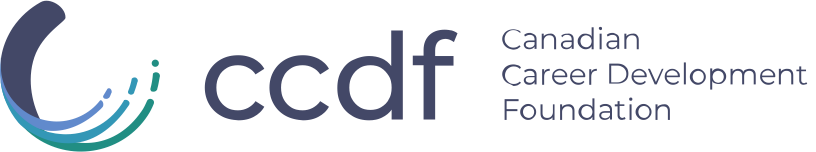 ccdf
Canadian
Career Development
Foundation